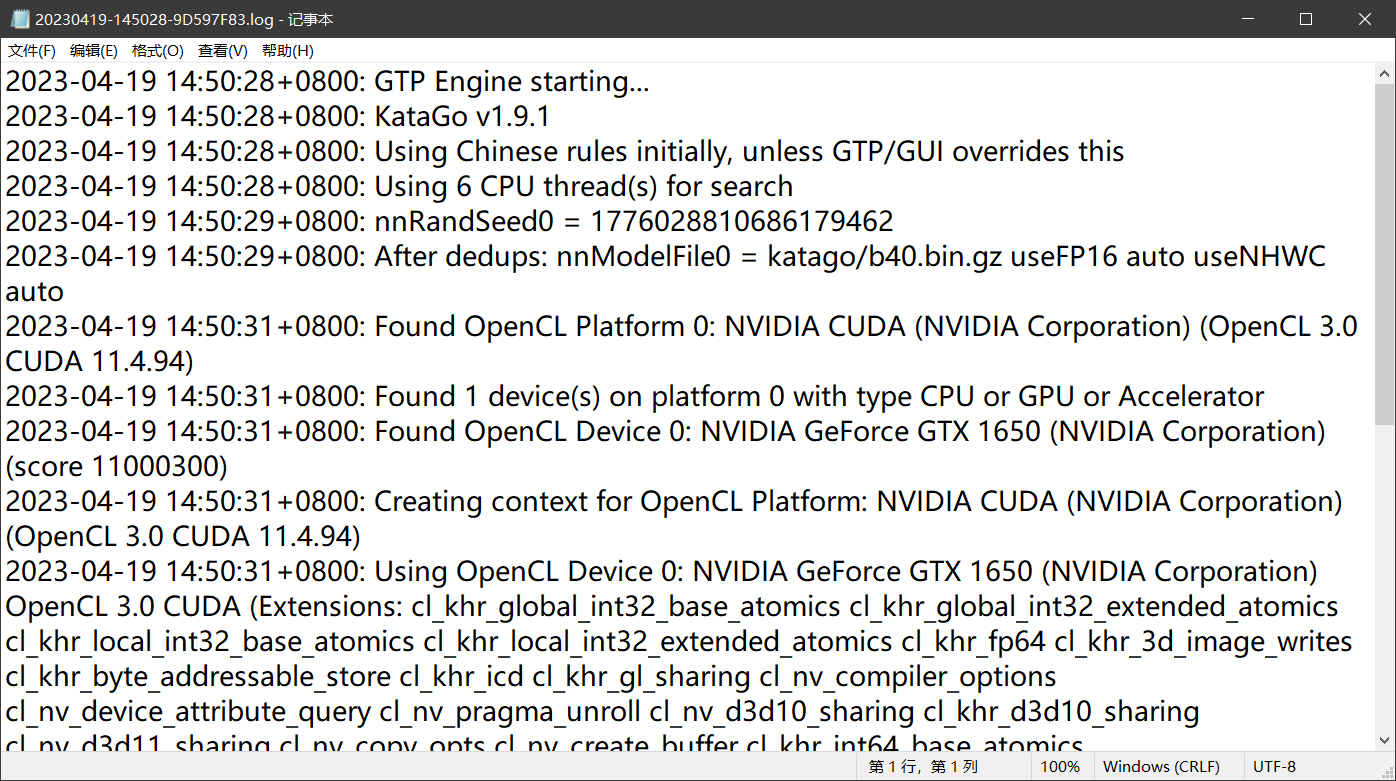 20230419-145028-9D597F83.log - 记事本
文件(F) 编辑(E) 格式(O) 查看(V) 帮助(H)
2023-04-19 14:50:28+0800: GTP Engine starting...
2023-04-19 14:50:28+0800: KataGo v1.9.1
2023-04-19 14:50:28+0800: Using Chinese rules initially, unless GTP/GUI overrides this
2023-04-19 14:50:28+0800: Using 6 CPU thread(s) for search
2023-04-19 14:50:29+0800: nnRandSeed0 = 1776028810686179462
2023-04-19 14:50:29+0800: After dedups: nnModelFile0 = katago/b40.bin.gz useFP16 auto useNHWC
auto
2023-04-19 14:50:31+0800: Found OpenCL Platform 0: NVIDIA CUDA (NVIDIA Corporation) (OpenCL 3.0
CUDA 11.4.94)
2023-04-19 14:50:31+0800: Found 1 device(s) on platform 0 with type CPU or GPU or Accelerator
2023-04-19 14:50:31+0800: Found OpenCL Device 0: NVIDIA GeForce GTX 1650 (NVIDIA Corporation)
(score 11000300)
2023-04-19 14:50:31+0800: Creating context for OpenCL Platform: NVIDIA CUDA (NVIDIA Corporation)
(OpenCL 3.0 CUDA 11.4.94)
2023-04-19 14:50:31+0800: Using OpenCL Device 0: NVIDIA GeForce GTX 1650 (NVIDIA Corporation)
OpenCL 3.0 CUDA (Extensions: cl_khr_global_int32_base_atomics cl_khr_global_int32_extended_atomics
cl_khr_local_int32_base_atomics cl_khr_local_int32_extended_atomics cl_khr_fp64 cl_khr_3d_image_writes
cl_khr_byte_addressable_store cl_khr_icd cl_khr_gl_sharing cl_nv_compiler_options
cl_nv_device_attribute_query cl_nv_pragma_unroll cl_nv_d3d10_sharing cl_khr_d3d10_sharing
cl_nv_d3d11_sharing cl_nv_copy_opts cl_nv_create_buffer cl_khr_int64_base_atomics
第 1 行，第 1 列 100% Windows (CRLF) UTF-8